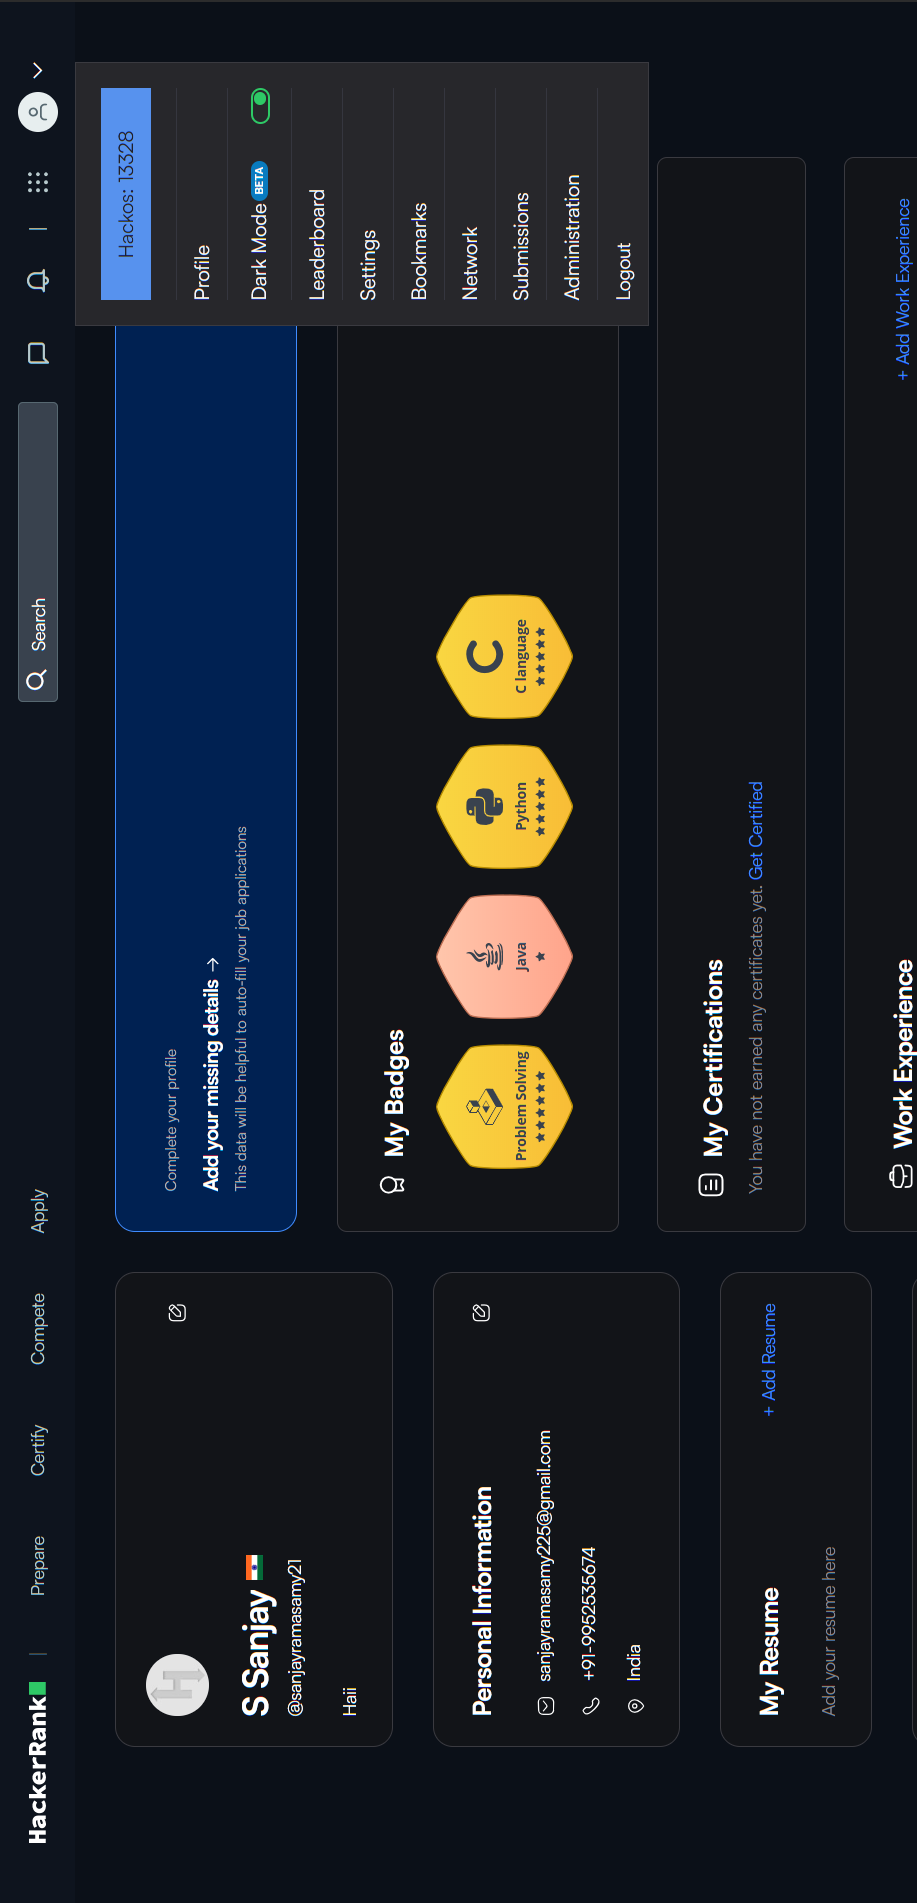 HackerRank
Prepare
Certify
Compete
Apply
Search
Hackos: 13328
Profile
Dark Mode BETA
Leaderboard
Settings
Bookmarks
Network
Submissions
Administration
Logout
S Sanjay
@sanjayramasamy21
Haii
Personal Information
sanjayramasamy225@gmail.com
+91-9952535674
India
My Resume
+ Add Resume
Add your resume here
Complete your profile
Add your missing details →
This data will be helpful to auto-fill your job applications
My Badges
Problem Solving
Java
Python
C language
My Certifications
You have not earned any certificates yet. Get Certified
Work Experience
+ Add Work Experience